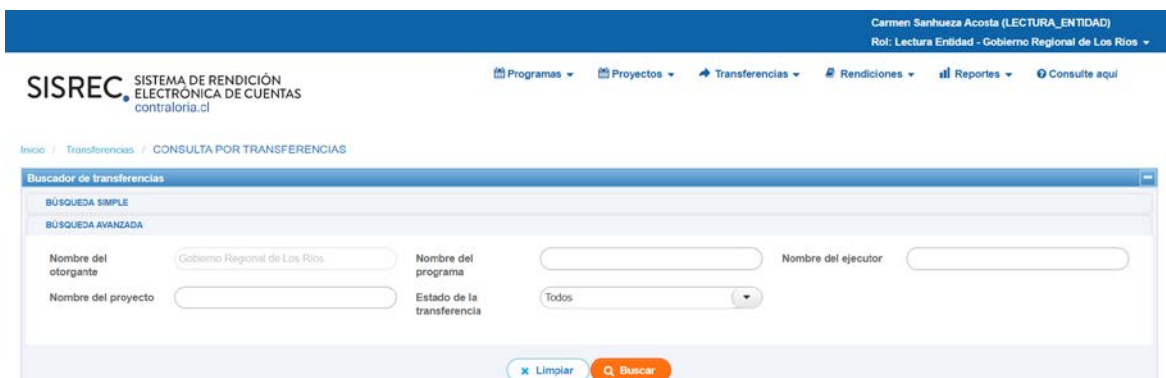 Carmen Sanhueza Acosta (LECTURA_ENTIDAD)
Rol: Lectura Entidad - Gobierno Regional de Los Ríos
SISREC. SISTEMA DE RENDICIÓN
ELECTRÓNICA DE CUENTAS
contraloria.cl
Programas Proyectos Transferencias Rendiciones Reportes Consulte aquí
Inicio / Transferencias / CONSULTA POR TRANSFERENCIAS
Buscador de transferencias
BÚSQUEDA SIMPLE
BÚSQUEDA AVANZADA
Nombre del otorgante
Gobierno Regional de Los Ríos
Nombre del programa
Nombre del ejecutor
Nombre del proyecto
Estado de la transferencia
Todos
Limpiar Buscar